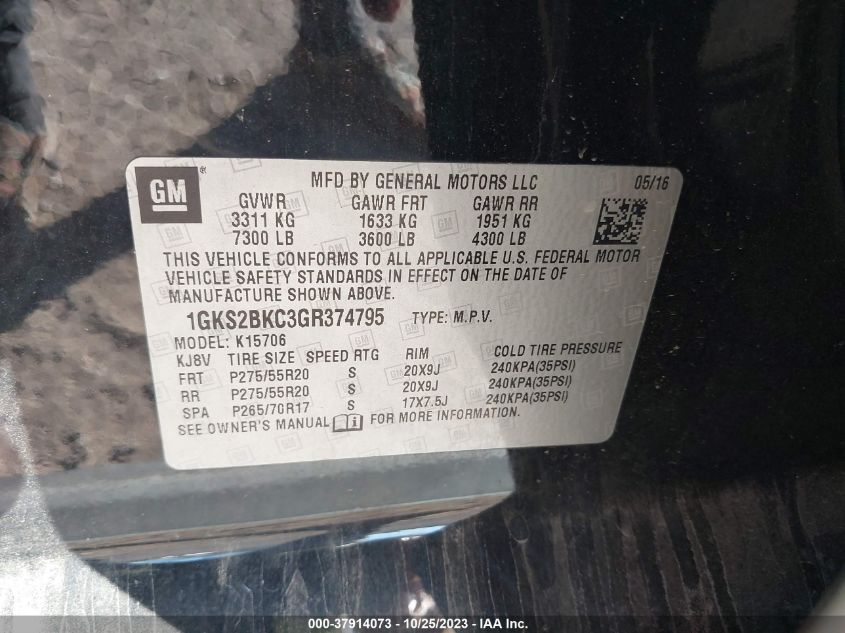 GM
MFD BY GENERAL MOTORS LLC 05/16
GVWR GAWR FRT GAWR RR
3311 KG 1633 KG 1951 KG
7300 LB 3600 LB 4300 LB
THIS VEHICLE CONFORMS TO ALL APPLICABLE U.S. FEDERAL MOTOR
VEHICLE SAFETY STANDARDS IN EFFECT ON THE DATE OF
MANUFACTURE SHOWN ABOVE.
1GKS2BKC3GR374795 TYPE: M.P.V.
MODEL: K15706
KJ8V TIRE SIZE SPEED RTG RIM COLD TIRE PRESSURE
FRT P275/55R20 S 20X9J 240KPA(35PSI)
RR P275/55R20 S 20X9J 240KPA(35PSI)
SPA P265/70R17 S 17X7.5J 240KPA(35PSI)
SEE OWNER'S MANUAL i FOR MORE INFORMATION.
000-37914073 - 10/25/2023 - IAA Inc.